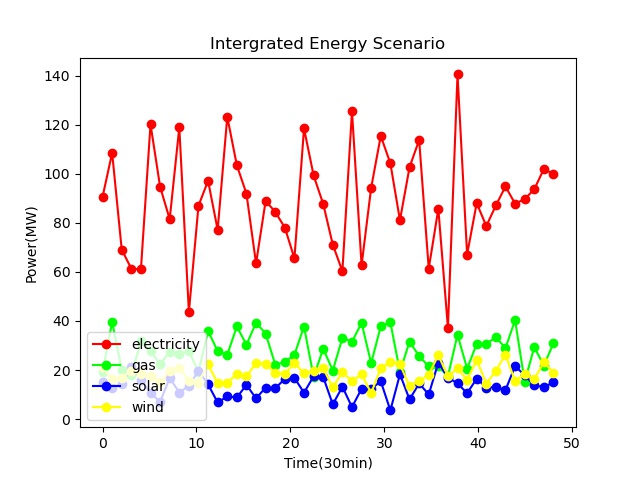 Intergrated Energy Scenario
Power(MW)
140
120
100
80
60
40
20
0
electricity
gas
solar
wind
0 10 20 30 40 50
Time(30min)